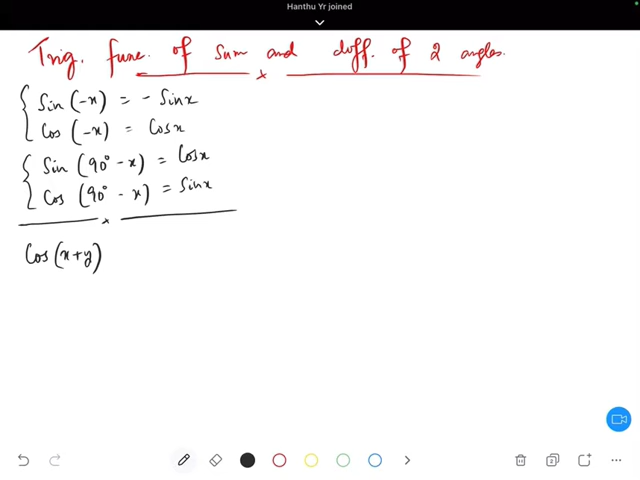 Hanthu Yr joined
Trig. func. of sum and diff. of 2 angles.
Sin (-x) = - Sinx
Cos (-x) = Cosx
Sin (90° - x) = Cosx
Cos (90° - x) = Sinx
Cos(x+y)
2